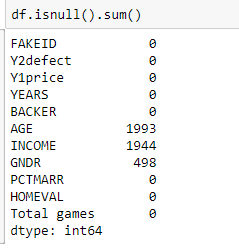 df.isnull().sum()
FAKEID 0
Y2defect 0
Y1price 0
YEARS 0
BACKER 0
AGE 1993
INCOME 1944
GNDR 498
PCTMARR 0
HOMEVAL 0
Total games 0
dtype: int64